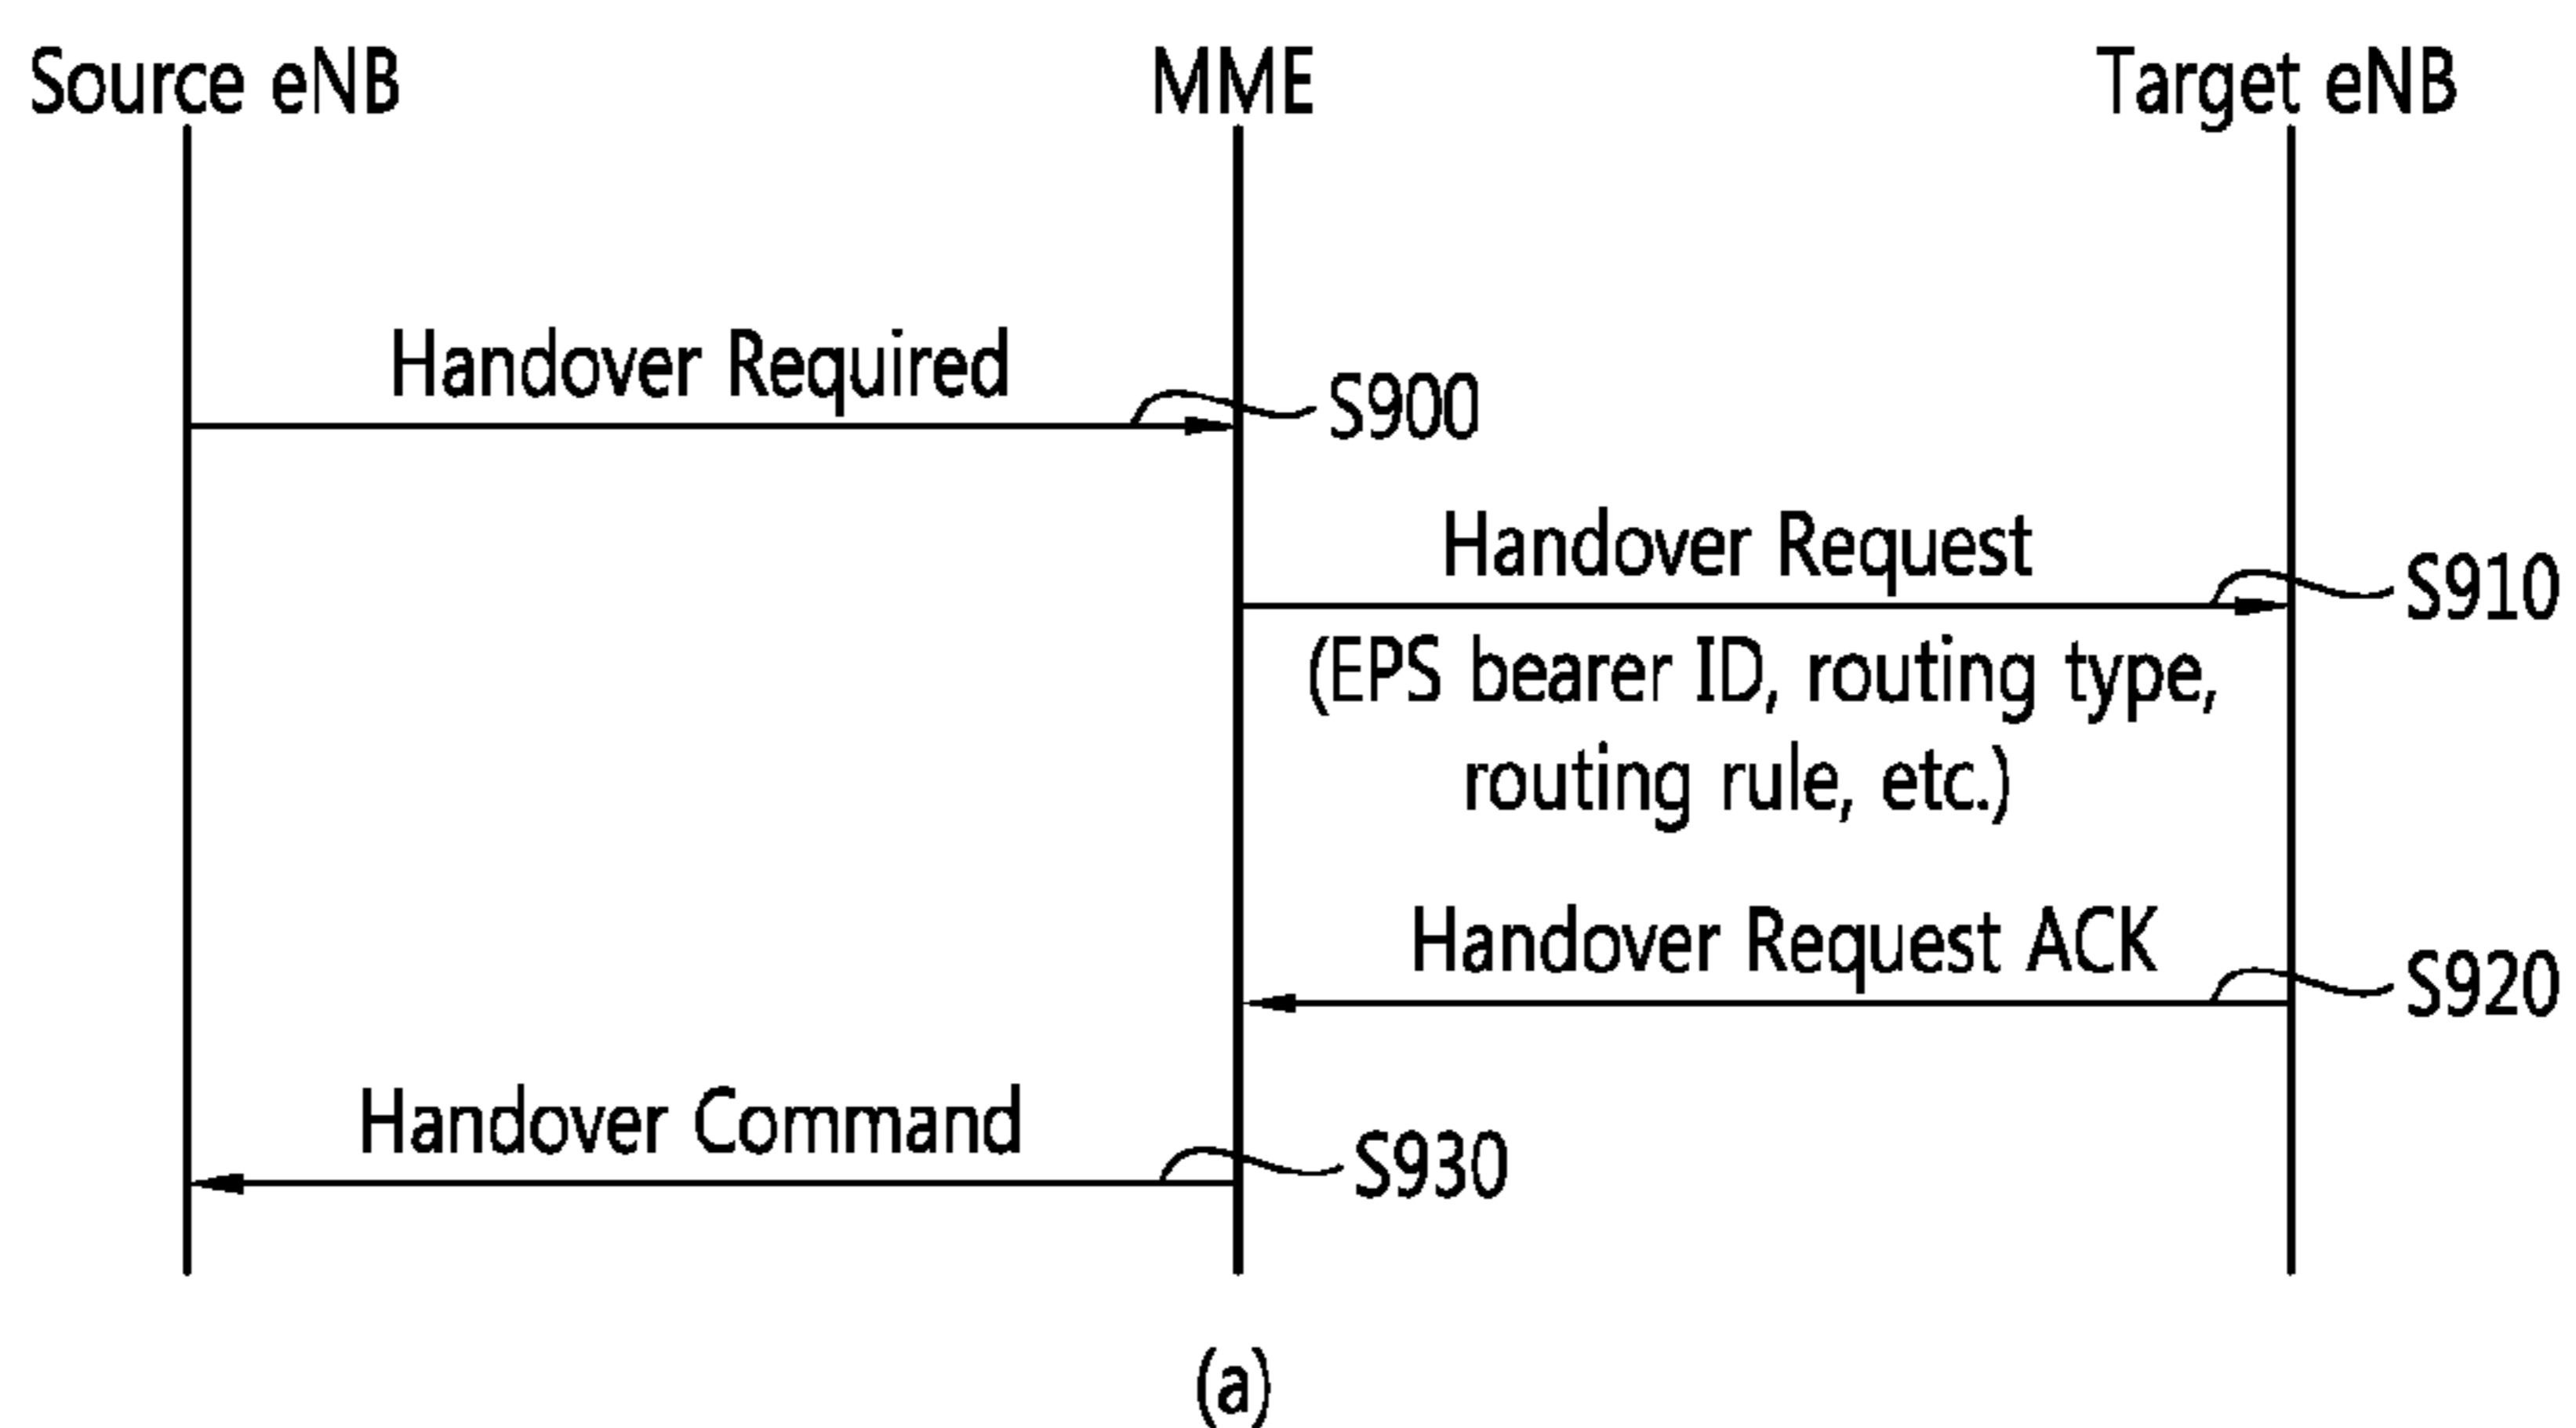 Source eNB
MME
Target eNB
Handover Required
S900
Handover Request
S910
(EPS bearer ID, routing type,
routing rule, etc.)
Handover Request ACK
S920
Handover Command
S930
(a)